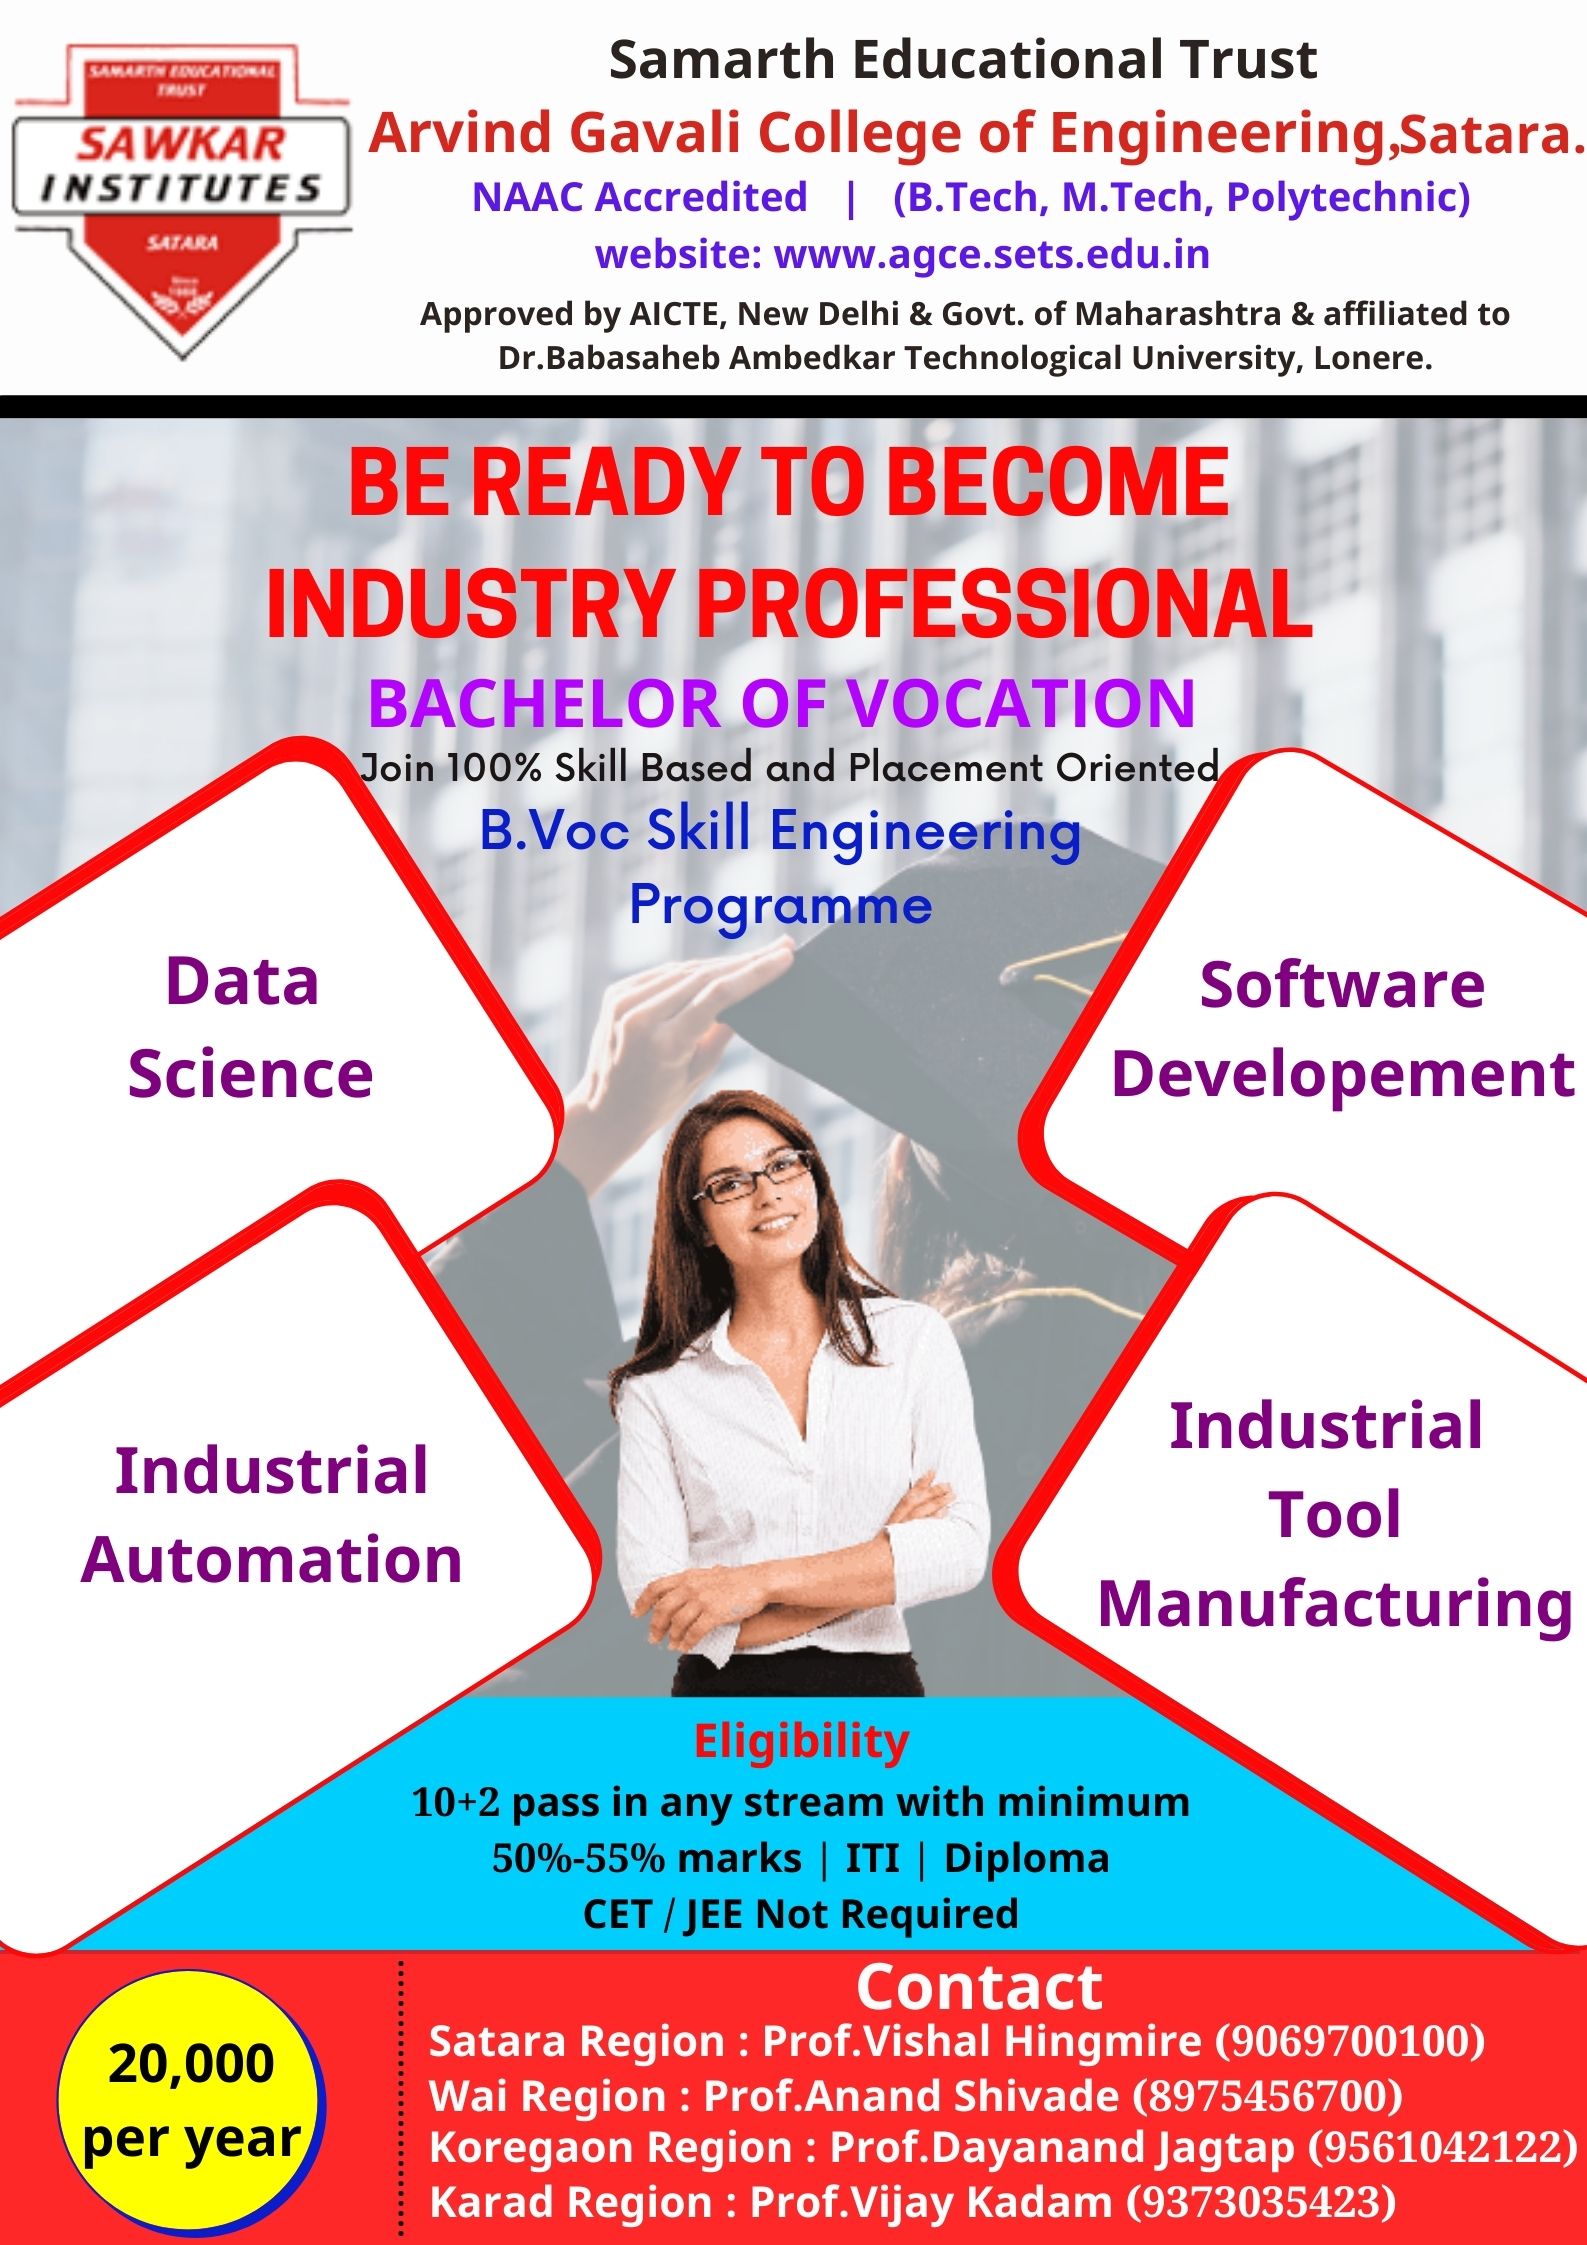 SAMARTH EDUCATIONAL
TRUST
SAWKAR
INSTITUTES
SATARA
Since
1988
Samarth Educational Trust
Arvind Gavali College of Engineering,Satara.
NAAC Accredited | (B.Tech, M.Tech, Polytechnic)
website: www.agce.sets.edu.in
Approved by AICTE, New Delhi & Govt. of Maharashtra & affiliated to
Dr.Babasaheb Ambedkar Technological University, Lonere.
BE READY TO BECOME
INDUSTRY PROFESSIONAL
BACHELOR OF VOCATION
Join 100% Skill Based and Placement Oriented
B.Voc Skill Engineering
Programme
Data
Science
Software
Developement
Industrial
Automation
Industrial
Tool
Manufacturing
Eligibility
10+2 pass in any stream with minimum
50%-55% marks | ITI | Diploma
CET / JEE Not Required
20,000
per year
Contact
Satara Region : Prof.Vishal Hingmire (9069700100)
Wai Region : Prof.Anand Shivade (8975456700)
Koregaon Region : Prof.Dayanand Jagtap (9561042122)
Karad Region : Prof.Vijay Kadam (9373035423)